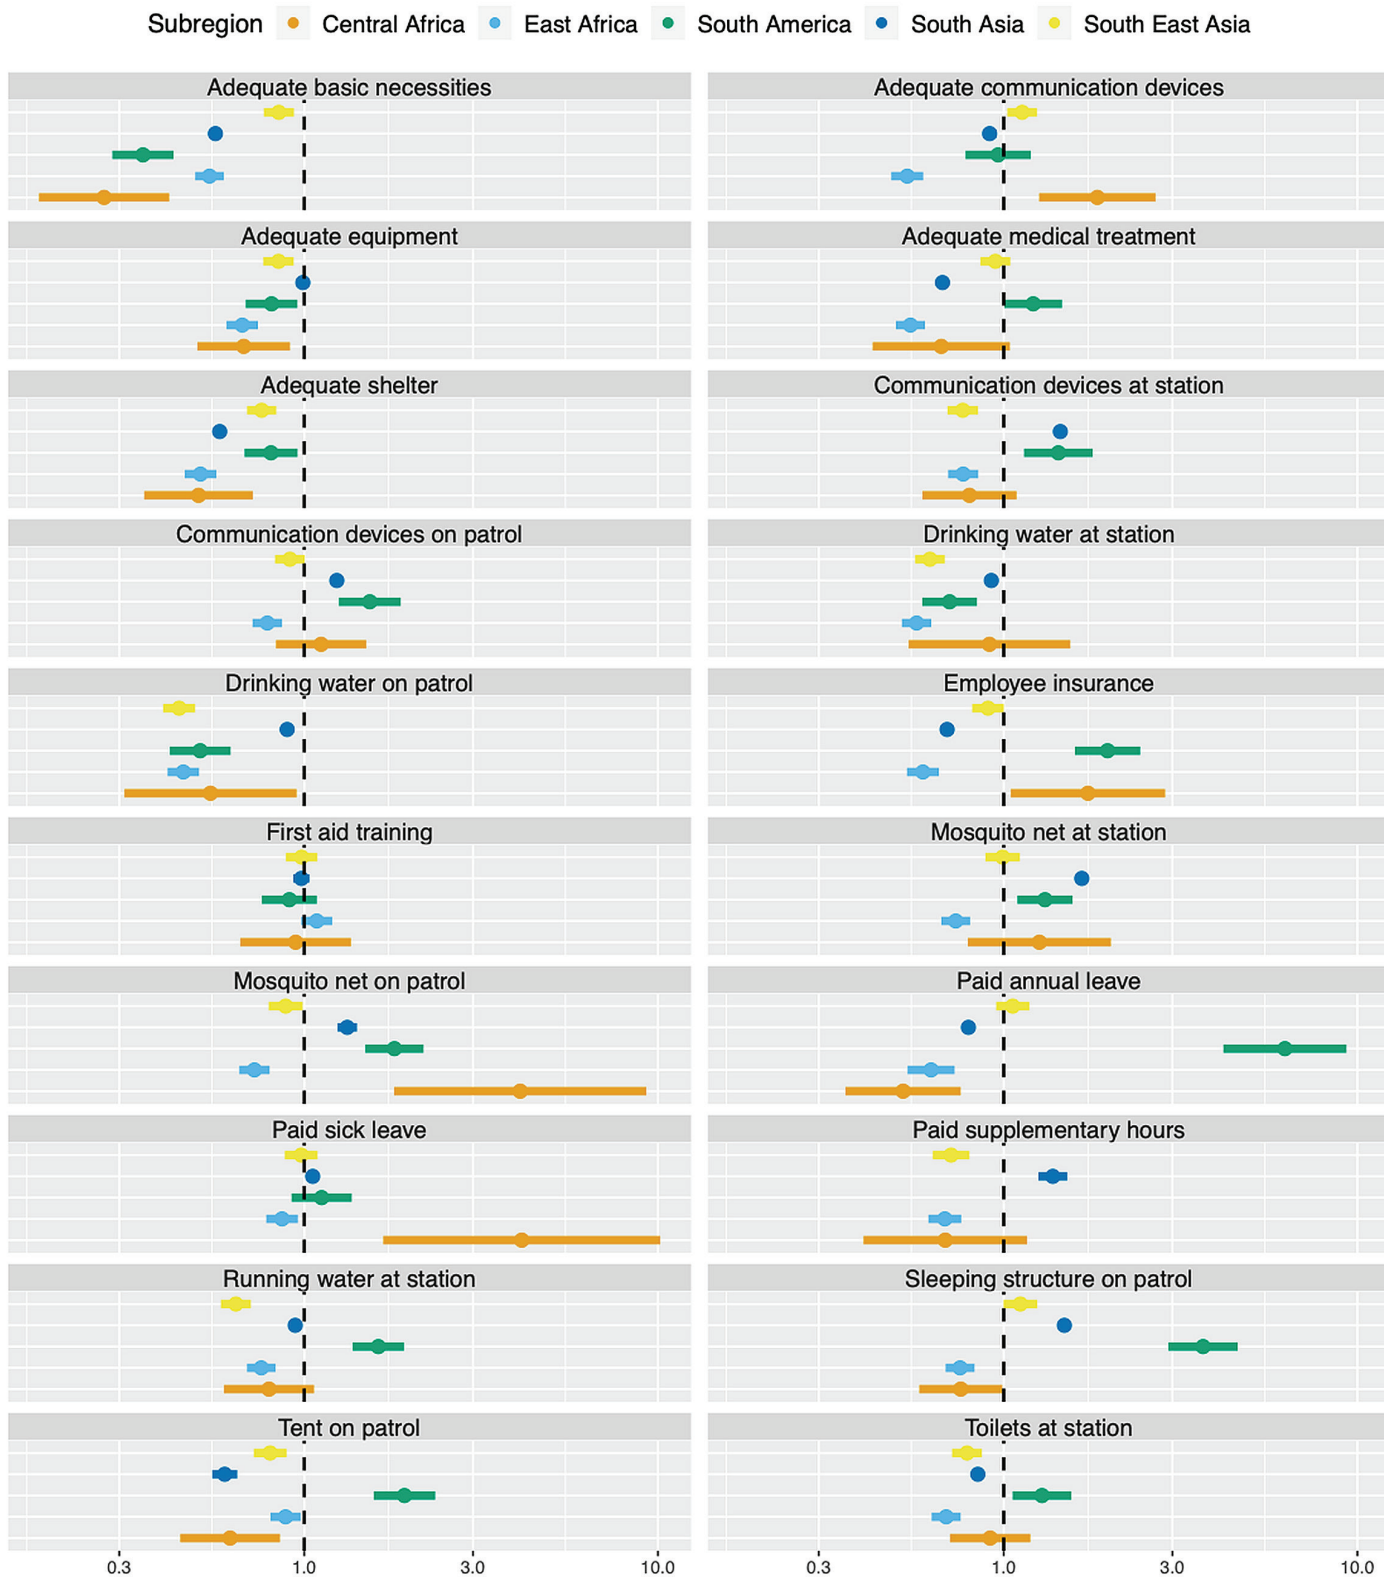 Subregion Central Africa East Africa South America South Asia South East Asia
Adequate basic necessities
Adequate communication devices
Adequate equipment
Adequate medical treatment
Adequate shelter
Communication devices at station
Communication devices on patrol
Drinking water at station
Drinking water on patrol
Employee insurance
First aid training
Mosquito net at station
Mosquito net on patrol
Paid annual leave
Paid sick leave
Paid supplementary hours
Running water at station
Sleeping structure on patrol
Tent on patrol
Toilets at station
0.3 1.0 3.0 10.0
0.3 1.0 3.0 10.0